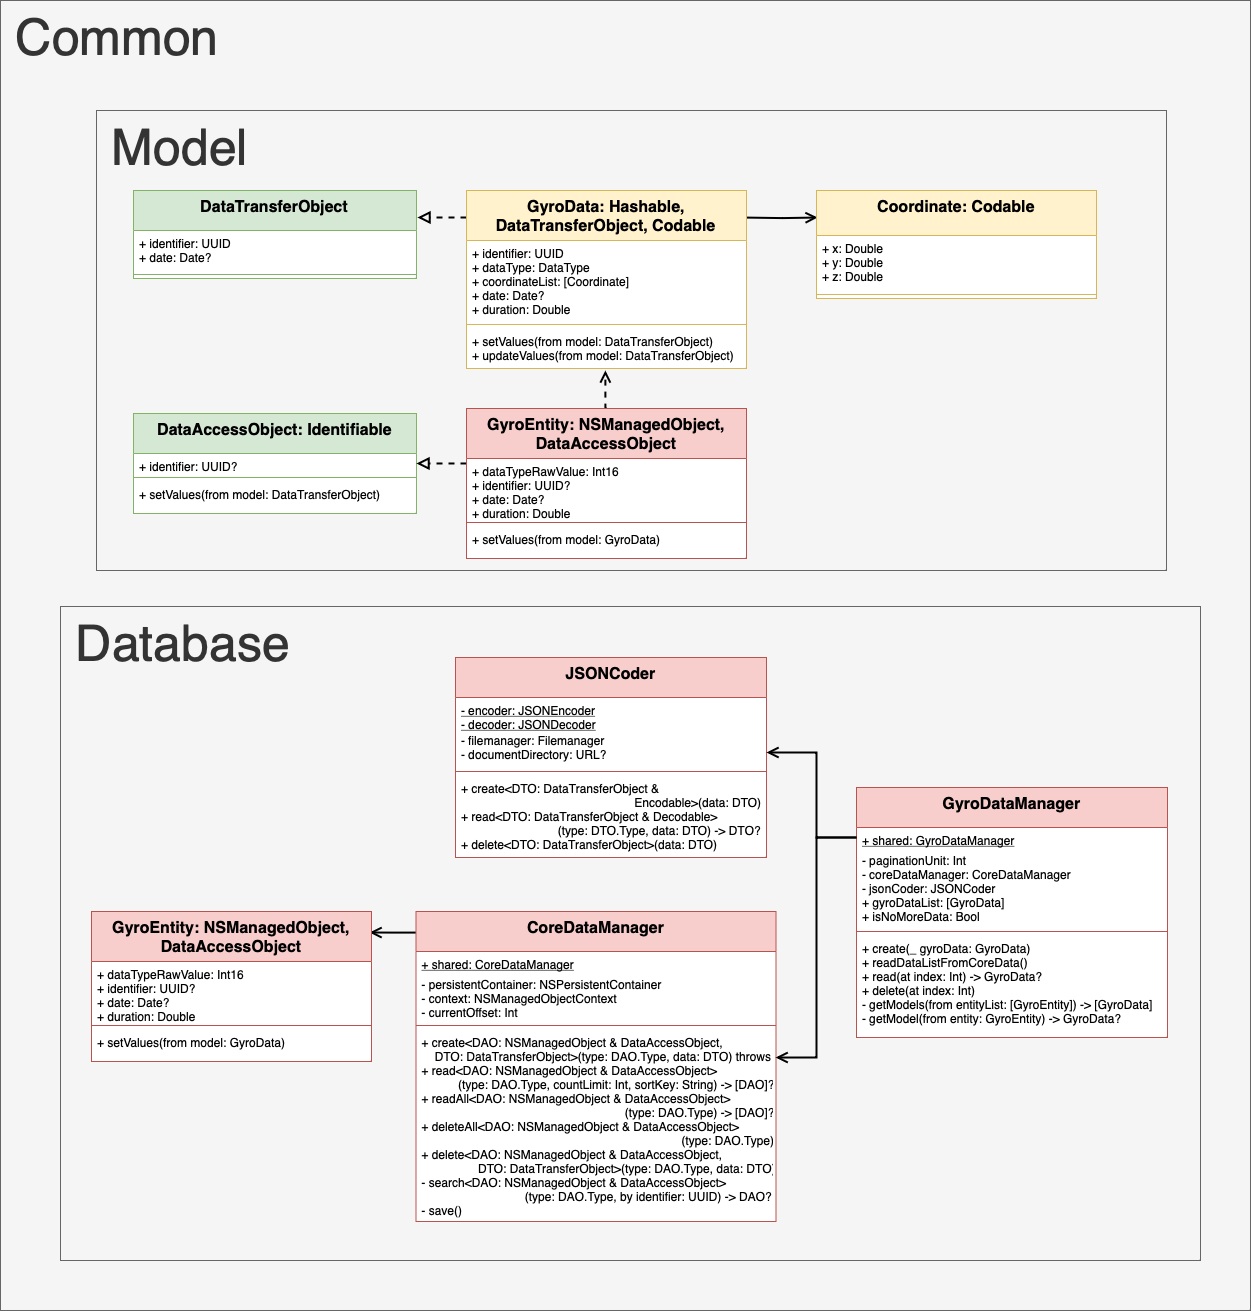 Common
Model
DataTransferObject
+ identifier: UUID
+ date: Date?
GyroData: Hashable,
DataTransferObject, Codable
+ identifier: UUID
+ dataType: DataType
+ coordinateList: [Coordinate]
+ date: Date?
+ duration: Double
+ setValues(from model: DataTransferObject)
+ updateValues(from model: DataTransferObject)
Coordinate: Codable
+ x: Double
+ y: Double
+ z: Double
DataAccessObject: Identifiable
+ identifier: UUID?
+ setValues(from model: DataTransferObject)
GyroEntity: NSManagedObject,
DataAccessObject
+ dataTypeRawValue: Int16
+ identifier: UUID?
+ date: Date?
+ duration: Double
+ setValues(from model: GyroData)
Database
JSONCoder
- encoder: JSONEncoder
- decoder: JSONDecoder
- filemanager: Filemanager
- documentDirectory: URL?
+ create<DTO: DataTransferObject &
Encodable>(data: DTO)
+ read<DTO: DataTransferObject & Decodable>
(type: DTO.Type, data: DTO) -> DTO?
+ delete<DTO: DataTransferObject>(data: DTO)
GyroDataManager
+ shared: GyroDataManager
- paginationUnit: Int
- coreDataManager: CoreDataManager
- jsonCoder: JSONCoder
+ gyroDataList: [GyroData]
+ isNoMoreData: Bool
+ create(_ gyroData: GyroData)
+ readDataListFromCoreData()
+ read(at index: Int) -> GyroData?
+ delete(at index: Int)
- getModels(from entityList: [GyroEntity]) -> [GyroData]
- getModel(from entity: GyroEntity) -> GyroData?
GyroEntity: NSManagedObject,
DataAccessObject
+ dataTypeRawValue: Int16
+ identifier: UUID?
+ date: Date?
+ duration: Double
+ setValues(from model: GyroData)
CoreDataManager
+ shared: CoreDataManager
- persistentContainer: NSPersistentContainer
- context: NSManagedObjectContext
- currentOffset: Int
+ create<DAO: NSManagedObject & DataAccessObject,
DTO: DataTransferObject>(type: DAO.Type, data: DTO) throws
+ read<DAO: NSManagedObject & DataAccessObject>
(type: DAO.Type, countLimit: Int, sortKey: String) -> [DAO]?
+ readAll<DAO: NSManagedObject & DataAccessObject>
(type: DAO.Type) -> [DAO]?
+ deleteAll<DAO: NSManagedObject & DataAccessObject>
(type: DAO.Type)
+ delete<DAO: NSManagedObject & DataAccessObject,
DTO: DataTransferObject>(type: DAO.Type, data: DTO)
- search<DAO: NSManagedObject & DataAccessObject>
(type: DAO.Type, by identifier: UUID) -> DAO?
- save()